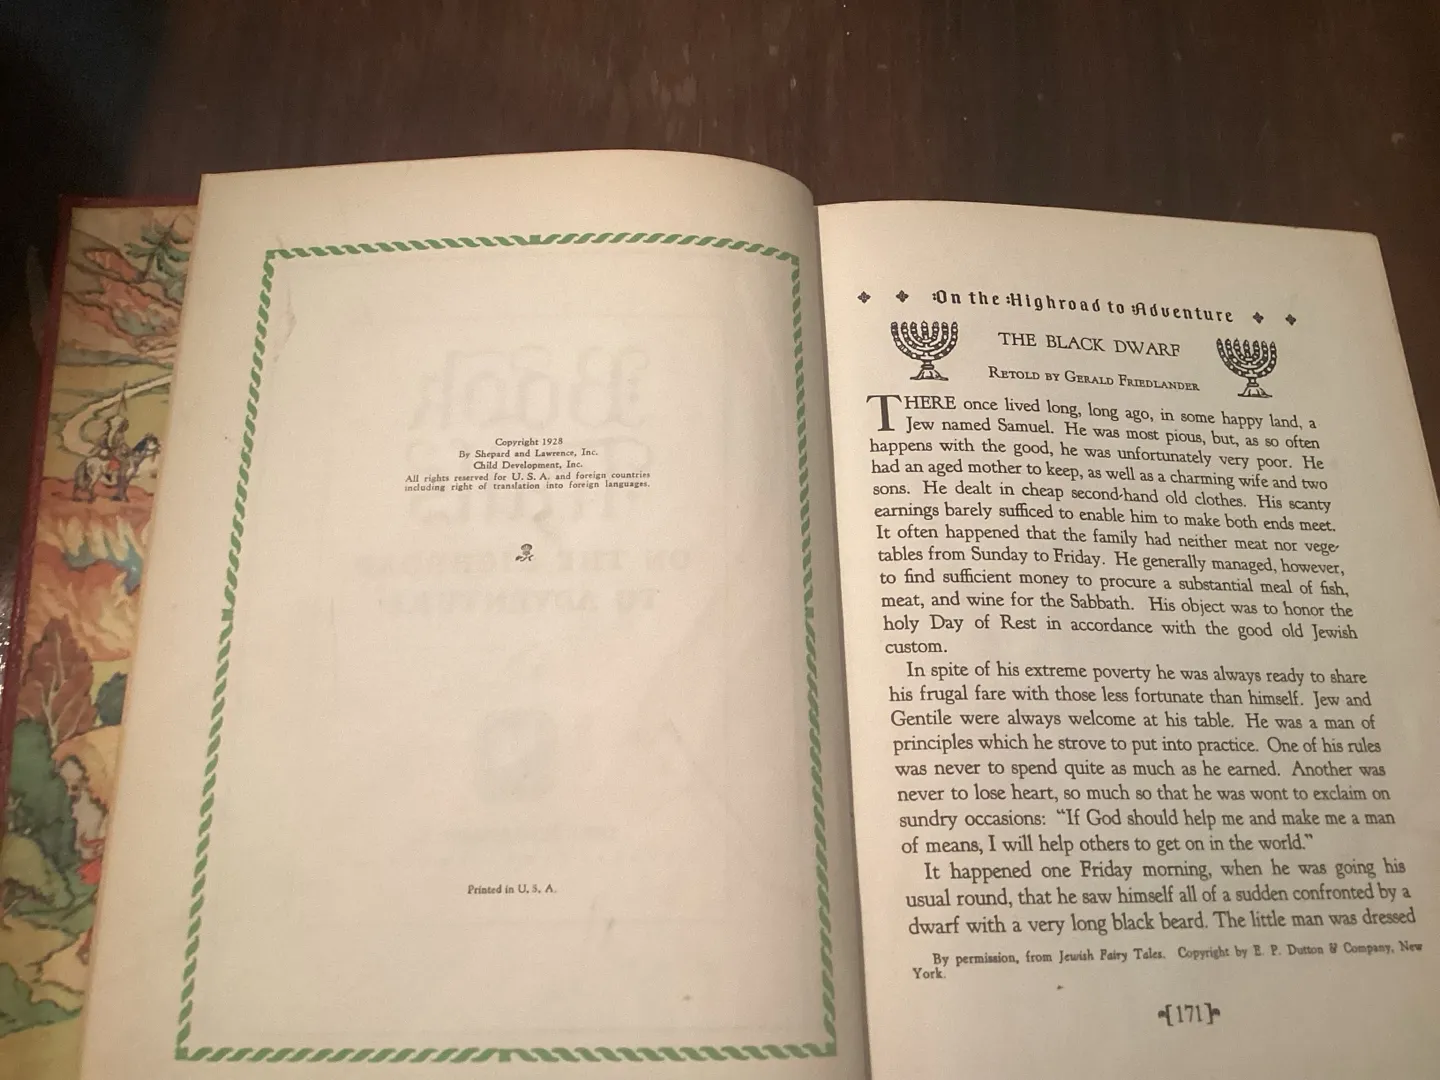 Copyright 1928
By Shepard and Lawrence, Inc.
Child Development, Inc.
All rights reserved for U. S. A. and foreign countries
including right of translation into foreign languages.
Printed in U. S. A.
On the Highroad to Adventure
THE BLACK DWARF
RETOLD BY GERALD FRIEDLANDER
THERE once lived long, long ago, in some happy land, a
Jew named Samuel. He was most pious, but, as so often
happens with the good, he was unfortunately very poor. He
had an aged mother to keep, as well as a charming wife and two
sons. He dealt in cheap second-hand old clothes. His scanty
earnings barely sufficed to enable him to make both ends meet.
It often happened that the family had neither meat nor vege-
tables from Sunday to Friday. He generally managed, however,
to find sufficient money to procure a substantial meal of fish,
meat, and wine for the Sabbath. His object was to honor the
holy Day of Rest in accordance with the good old Jewish
custom.
In spite of his extreme poverty he was always ready to share
his frugal fare with those less fortunate than himself. Jew and
Gentile were always welcome at his table. He was a man of
principles which he strove to put into practice. One of his rules
was never to spend quite as much as he earned. Another was
never to lose heart, so much so that he was wont to exclaim on
sundry occasions: "If God should help me and make me a man
of means, I will help others to get on in the world."
It happened one Friday morning, when he was going his
usual round, that he saw himself all of a sudden confronted by a
dwarf with a very long black beard. The little man was dressed
By permission, from Jewish Fairy Tales. Copyright by E. P. Dutton & Company, New
York.
[171]